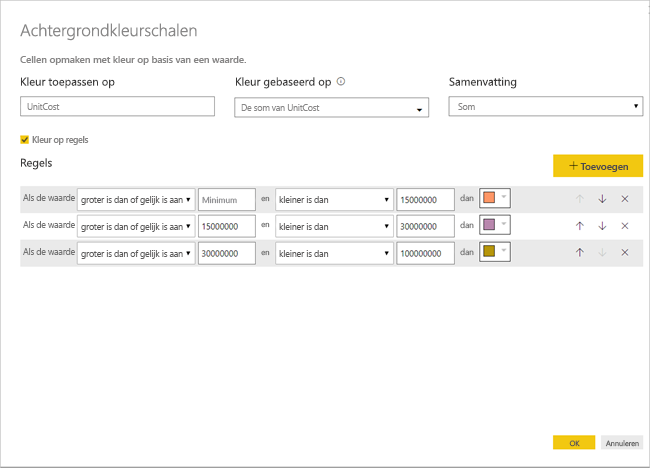 Achtergrondkleurschalen
Cellen opmaken met kleur op basis van een waarde.
Kleur toepassen op Kleur gebaseerd op Samenvatting
UnitCost De som van UnitCost Som
Kleur op regels
Regels Toevoegen
Als de waarde groter is dan of gelijk is aan Minimum en kleiner is dan 15000000 dan
Als de waarde groter is dan of gelijk is aan 15000000 en kleiner is dan 30000000 dan
Als de waarde groter is dan of gelijk is aan 30000000 en kleiner is dan 100000000 dan
OK Annuleren